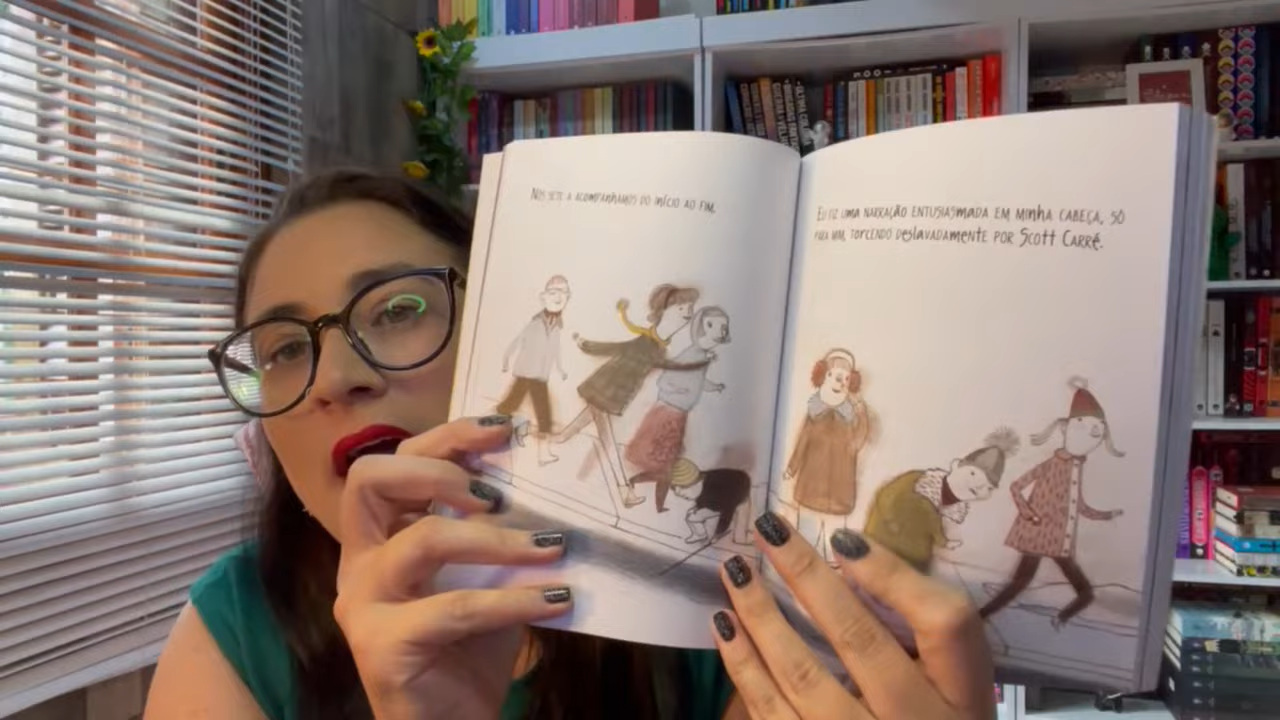 Nós sete a acompanhamos do início ao fim.
Eu fiz uma narração entusiasmada em minha cabeça, só
para mim, torcendo deslavadamente por Scott Carré.